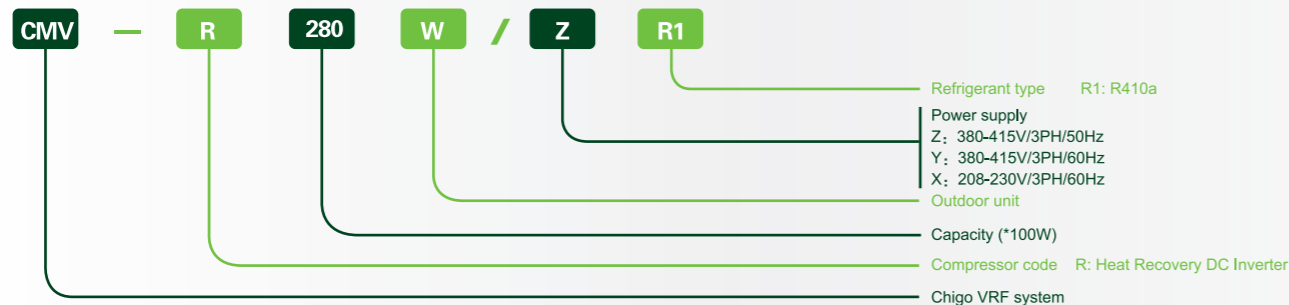 CMV — R 280 W / Z R1
Refrigerant type R1: R410a
Power supply
Z：380-415V/3PH/50Hz
Y：380-415V/3PH/60Hz
X：208-230V/3PH/60Hz
Outdoor unit
Capacity (*100W)
Compressor code R: Heat Recovery DC Inverter
Chigo VRF system